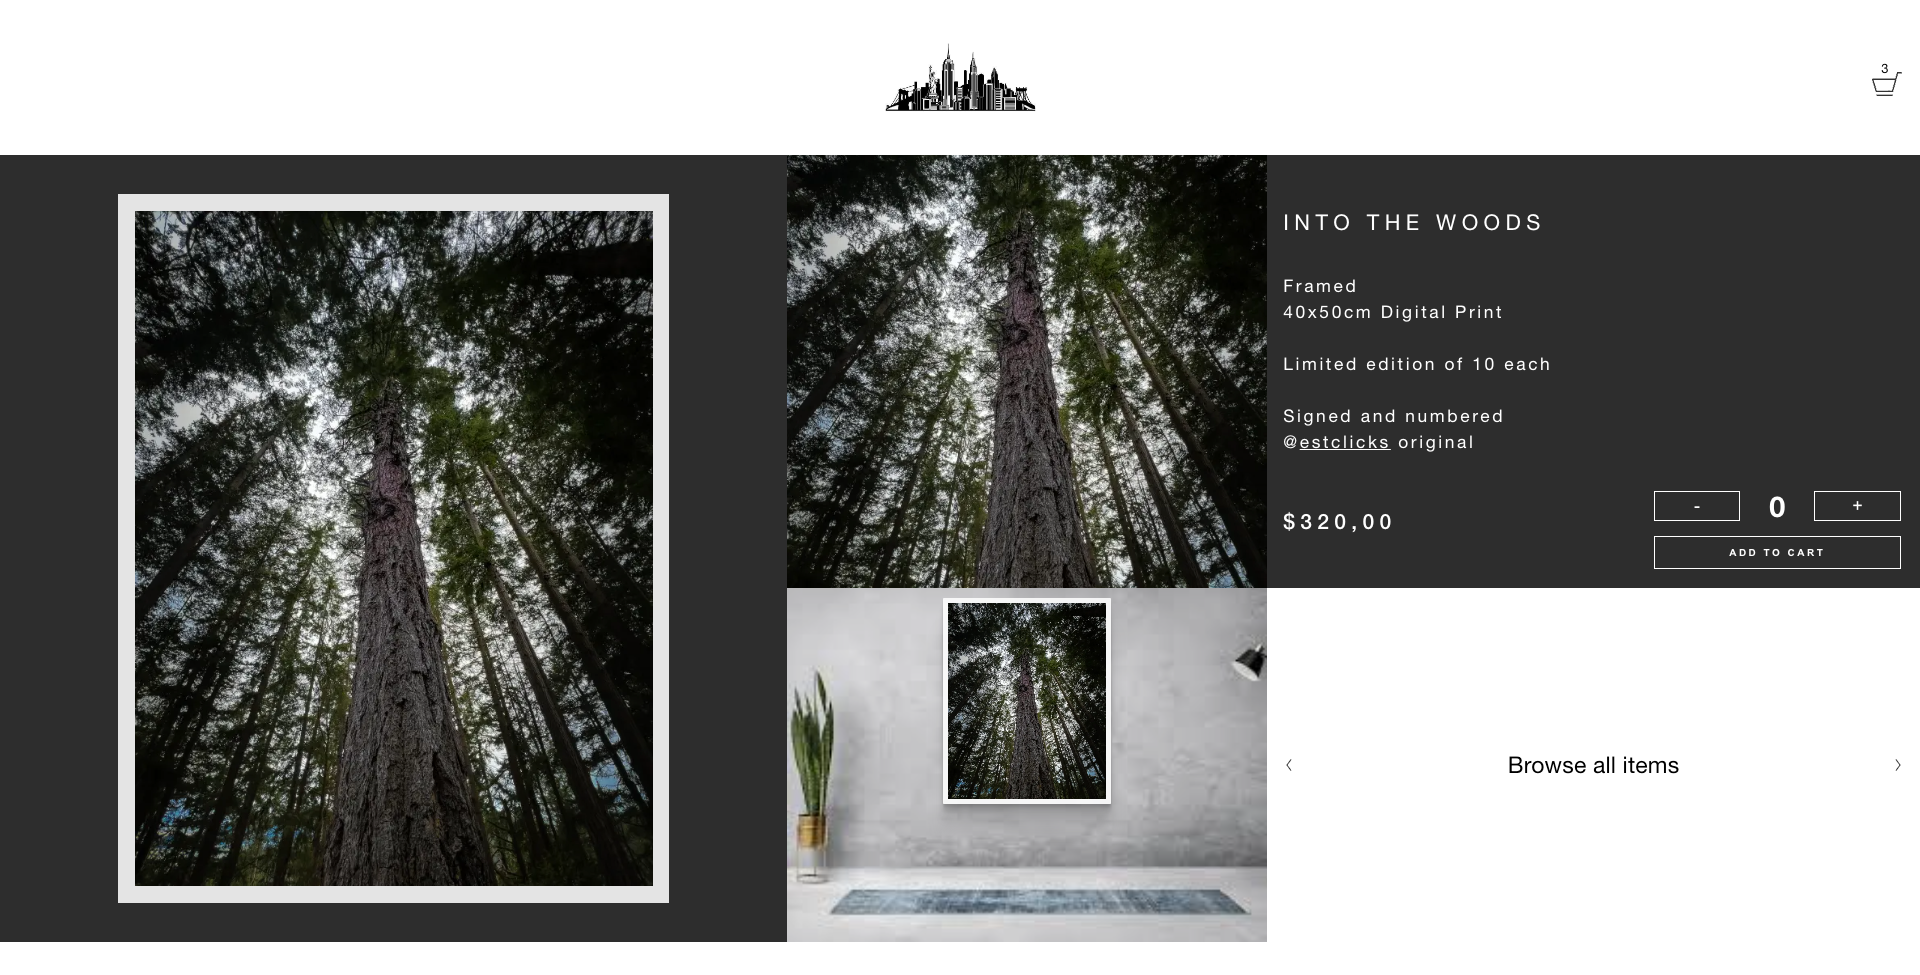 3
INTO THE WOODS
Framed
40x50cm Digital Print
Limited edition of 10 each
Signed and numbered
@estclicks original
$320,00
- 0 +
ADD TO CART
‹ Browse all items ›